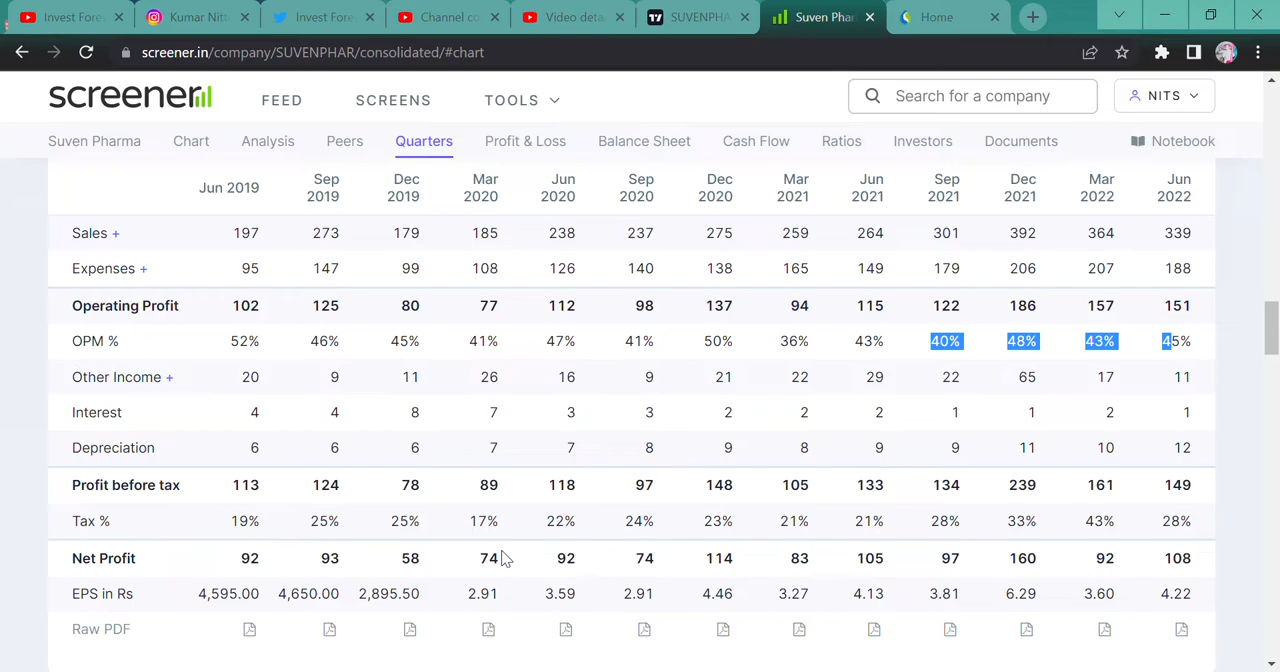 Invest Fore Kumar Nitt Invest Fore Channel co Video deta SUVENPHA Suven Phar Home
screener.in/company/SUVENPHAR/consolidated/#chart
screener FEED SCREENS TOOLS Search for a company NITS
Suven Pharma Chart Analysis Peers Quarters Profit & Loss Balance Sheet Cash Flow Ratios Investors Documents Notebook
Jun 2019 Sep 2019 Dec 2019 Mar 2020 Jun 2020 Sep 2020 Dec 2020 Mar 2021 Jun 2021 Sep 2021 Dec 2021 Mar 2022 Jun 2022
Sales + 197 273 179 185 238 237 275 259 264 301 392 364 339
Expenses + 95 147 99 108 126 140 138 165 149 179 206 207 188
Operating Profit 102 125 80 77 112 98 137 94 115 122 186 157 151
OPM % 52% 46% 45% 41% 47% 41% 50% 36% 43% 40% 48% 43% 45%
Other Income + 20 9 11 26 16 9 21 22 29 22 65 17 11
Interest 4 4 8 7 3 3 2 2 2 1 1 2 1
Depreciation 6 6 6 7 7 8 9 8 9 9 11 10 12
Profit before tax 113 124 78 89 118 97 148 105 133 134 239 161 149
Tax % 19% 25% 25% 17% 22% 24% 23% 21% 21% 28% 33% 43% 28%
Net Profit 92 93 58 74 92 74 114 83 105 97 160 92 108
EPS in Rs 4,595.00 4,650.00 2,895.50 2.91 3.59 2.91 4.46 3.27 4.13 3.81 6.29 3.60 4.22
Raw PDF